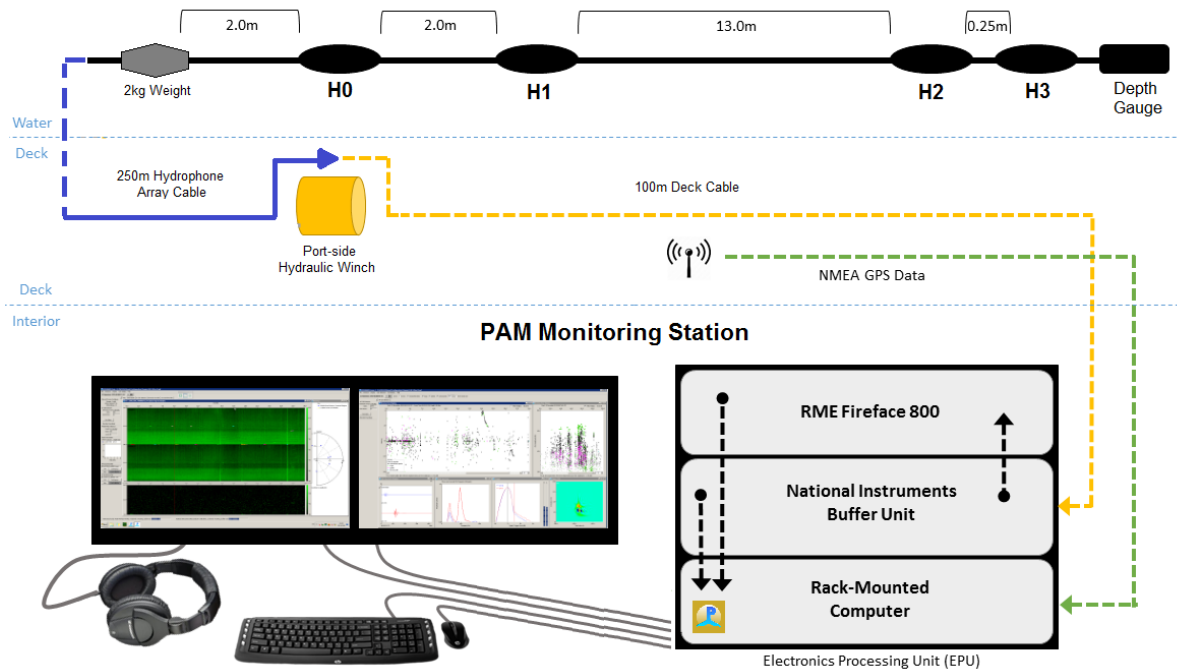 2.0m
2.0m
13.0m
0.25m
2kg Weight
H0
H1
H2
H3
Depth
Gauge
Water
Deck
250m Hydrophone
Array Cable
100m Deck Cable
Port-side
Hydraulic Winch
NMEA GPS Data
Deck
Interior
PAM Monitoring Station
RME Fireface 800
National Instruments
Buffer Unit
Rack-Mounted
Computer
P
Electronics Processing Unit (EPU)